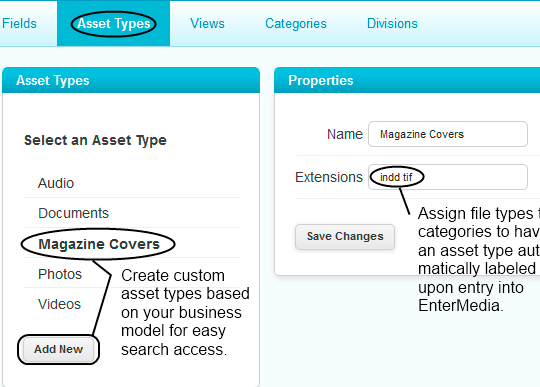 Fields Asset Types Views Categories Divisions
Asset Types
Select an Asset Type
Audio
Documents
Magazine Covers
Photos
Videos
Add New
Create custom
asset types based
on your business
model for easy
search access.
Properties
Name Magazine Covers
Extensions indd tif
Save Changes
Assign file types t
categories to hav
an asset type aut
matically labeled
upon entry into
EnterMedia.